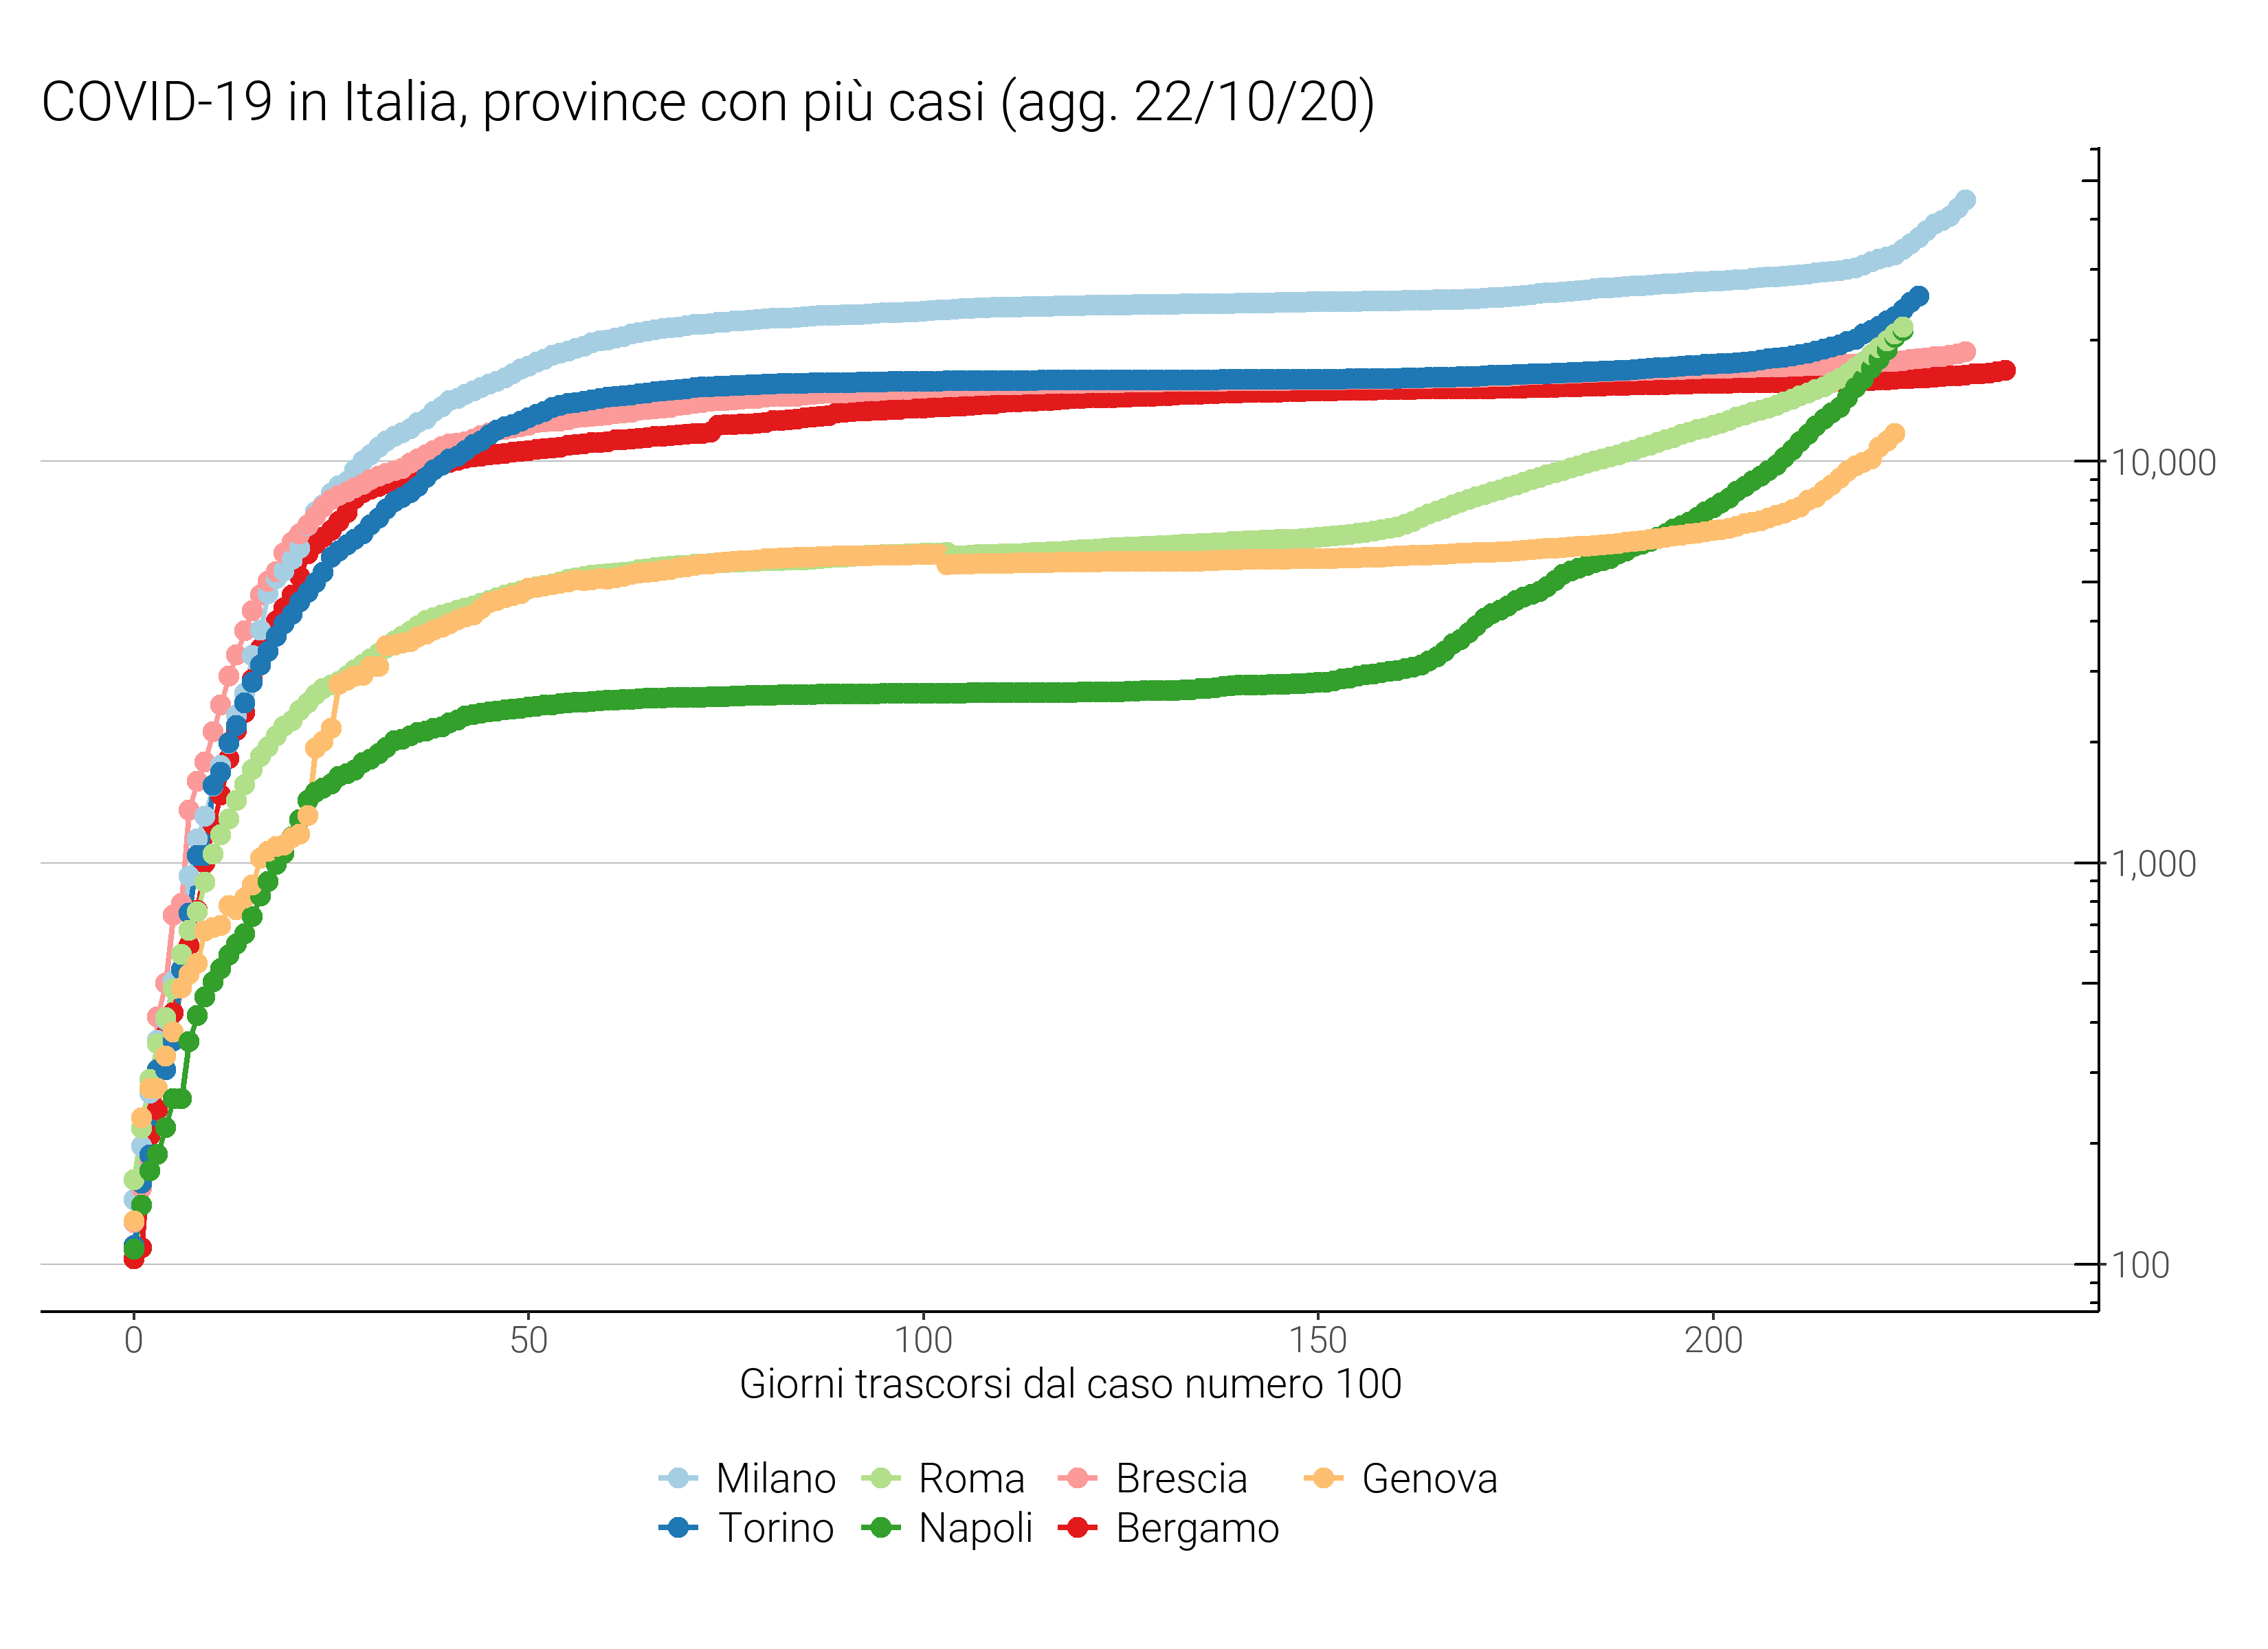 COVID-19 in Italia, province con più casi (agg. 22/10/20)
10,000
1,000
100
0 50 100 150 200
Giorni trascorsi dal caso numero 100
Milano Roma Brescia Genova
Torino Napoli Bergamo